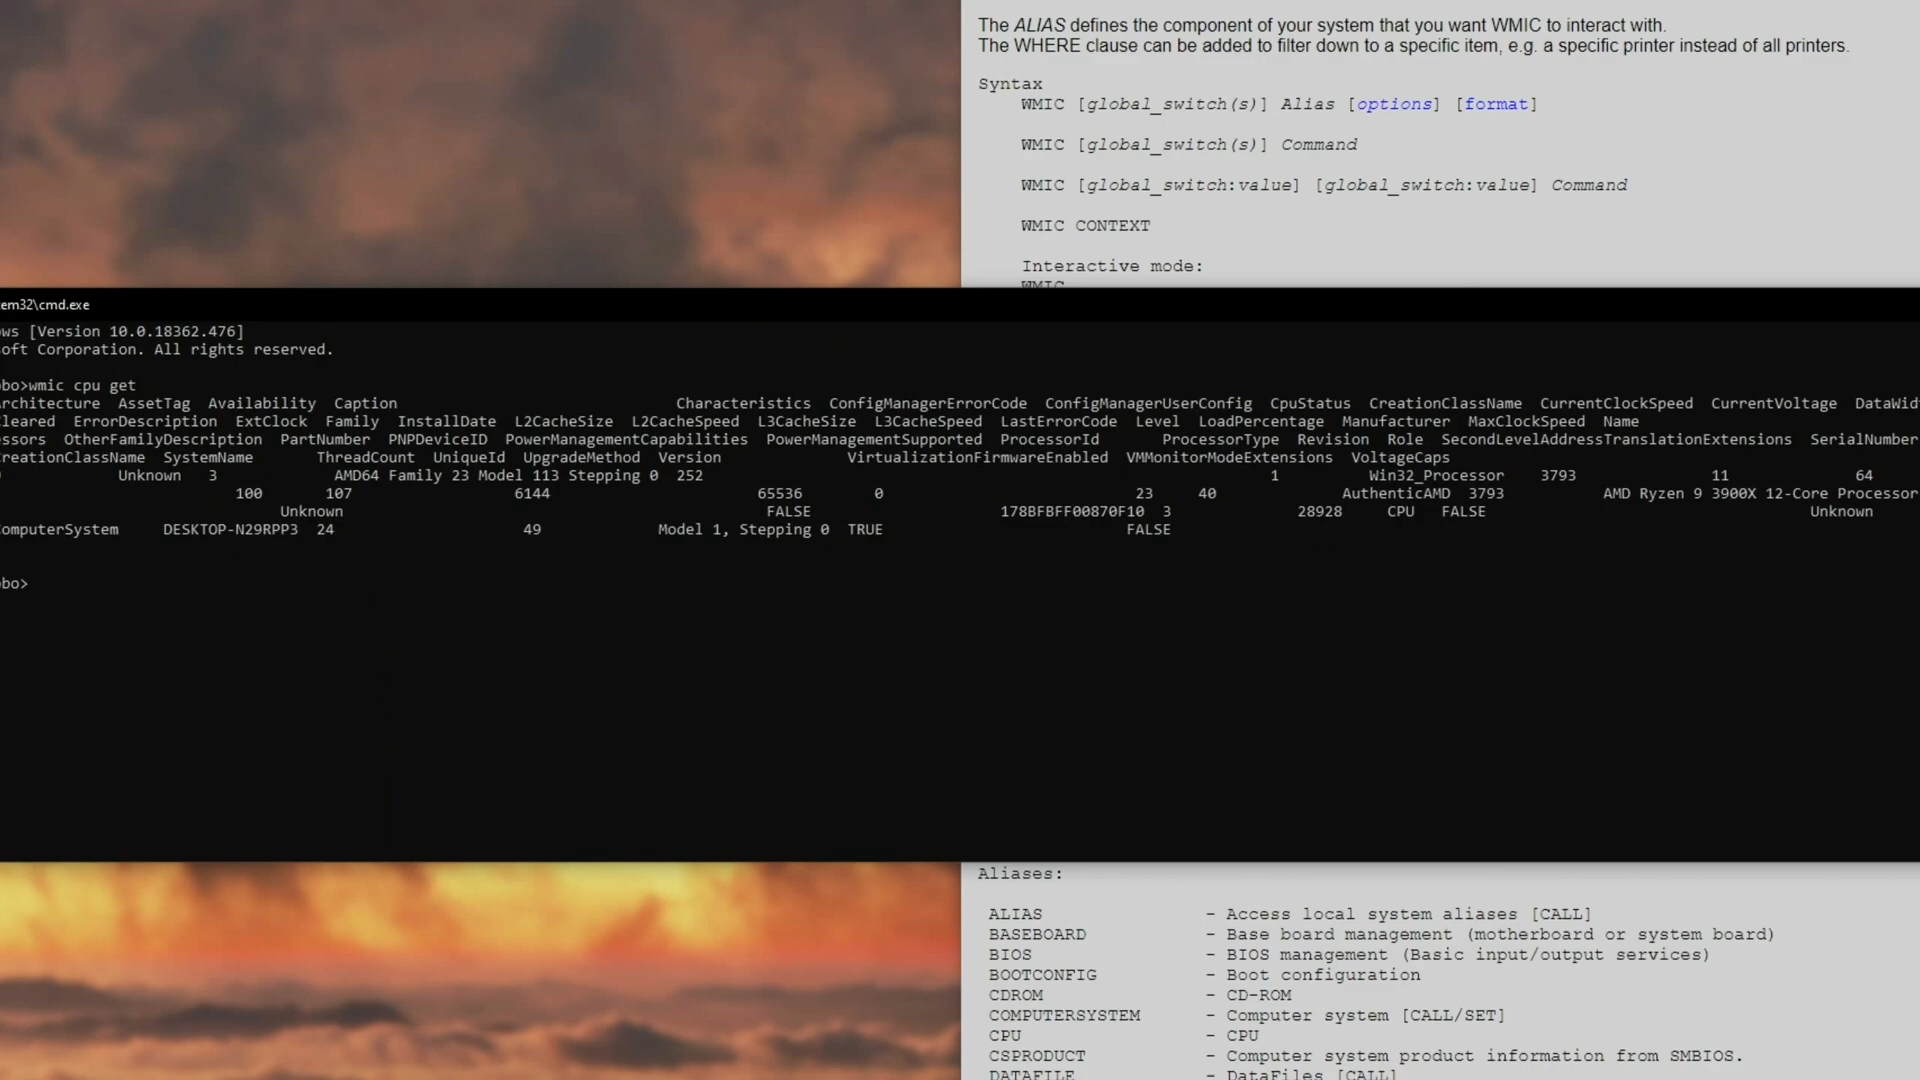 The ALIAS defines the component of your system that you want WMIC to interact with.
The WHERE clause can be added to filter down to a specific item, e.g. a specific printer instead of all printers.
Syntax
WMIC [global_switch(s)] Alias [options] [format]
WMIC [global_switch(s)] Command
WMIC [global_switch:value] [global_switch:value] Command
WMIC CONTEXT
Interactive mode:
WMIC
em32\cmd.exe
ws [Version 10.0.18362.476]
oft Corporation. All rights reserved.
bo>wmic cpu get
rchitecture AssetTag Availability Caption Characteristics ConfigManagerErrorCode ConfigManagerUserConfig CpuStatus CreationClassName CurrentClockSpeed CurrentVoltage DataWid
leared ErrorDescription ExtClock Family InstallDate L2CacheSize L2CacheSpeed L3CacheSize L3CacheSpeed LastErrorCode Level LoadPercentage Manufacturer MaxClockSpeed Name
ssors OtherFamilyDescription PartNumber PNPDeviceID PowerManagementCapabilities PowerManagementSupported ProcessorId ProcessorType Revision Role SecondLevelAddressTranslationExtensions SerialNumber
reationClassName SystemName ThreadCount UniqueId UpgradeMethod Version VirtualizationFirmwareEnabled VMMonitorModeExtensions VoltageCaps
Unknown 3 AMD64 Family 23 Model 113 Stepping 0 252 1 Win32_Processor 3793 11 64
100 107 6144 65536 0 23 40 AuthenticAMD 3793 AMD Ryzen 9 3900X 12-Core Processor
Unknown FALSE 178BFBFF00870F10 3 28928 CPU FALSE Unknown
omputerSystem DESKTOP-N29RPP3 24 49 Model 1, Stepping 0 TRUE FALSE
bo>
Aliases:
ALIAS - Access local system aliases [CALL]
BASEBOARD - Base board management (motherboard or system board)
BIOS - BIOS management (Basic input/output services)
BOOTCONFIG - Boot configuration
CDROM - CD-ROM
COMPUTERSYSTEM - Computer system [CALL/SET]
CPU - CPU
CSPRODUCT - Computer system product information from SMBIOS.
DATAFILE - DataFiles [CALL]